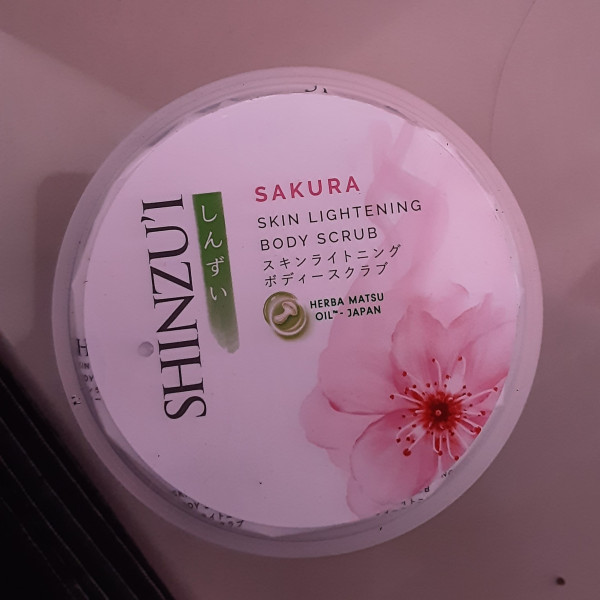 SHINZU'I
しんずい
SAKURA
SKIN LIGHTENING
BODY SCRUB
スキンライトニング
ボディースクラブ
HERBA MATSU
OIL™- JAPAN